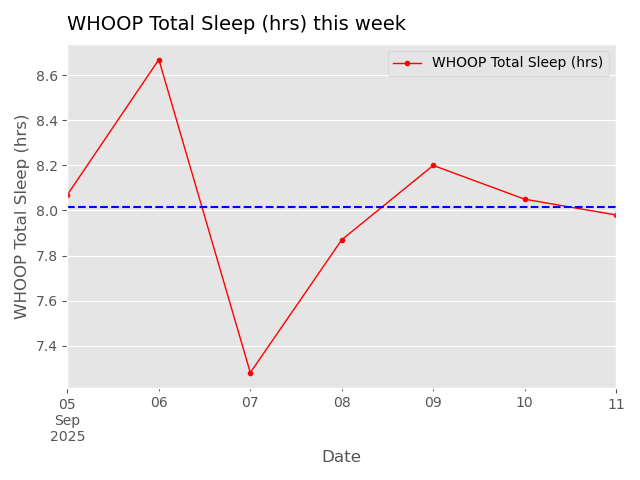 WHOOP Total Sleep (hrs) this week
WHOOP Total Sleep (hrs)
WHOOP Total Sleep (hrs)
8.6
8.4
8.2
8.0
7.8
7.6
7.4
05 06 07 08 09 10 11
Sep
2025
Date